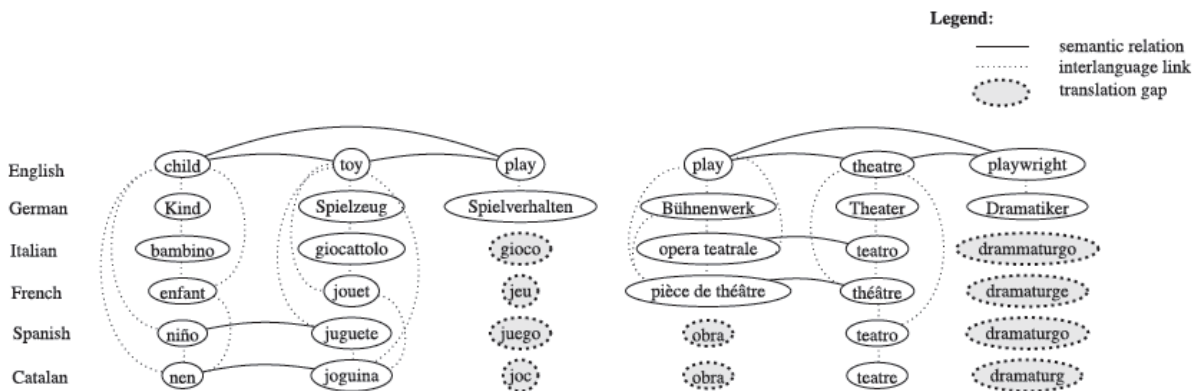 Legend:
semantic relation
interlanguage link
translation gap
English child toy play play theatre playwright
German Kind Spielzeug Spielverhalten Bühnenwerk Theater Dramatiker
Italian bambino giocattolo gioco opera teatrale teatro drammaturgo
French enfant jouet jeu pièce de théâtre théâtre dramaturge
Spanish niño juguete juego obra teatro dramaturgo
Catalan nen joguina joc obra teatre dramaturg